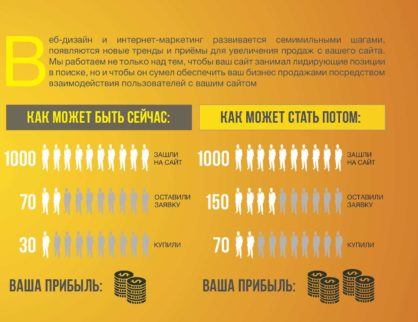 Веб-дизайн и интернет-маркетинг развивается семимильными шагами,
появляются новые тренды и приёмы для увеличения продаж с вашего сайта.
Мы работаем не только над тем, чтобы ваш сайт занимал лидирующие позиции
в поиске, но и чтобы он сумел обеспечить ваш бизнес продажами посредством
взаимодействия пользователей с вашим сайтом
КАК МОЖЕТ БЫТЬ СЕЙЧАС:
1000 ЗАШЛИ
НА САЙТ
70 ОСТАВИЛИ
ЗАЯВКУ
30 КУПИЛИ
ВАША ПРИБЫЛЬ:
КАК МОЖЕТ СТАТЬ ПОТОМ:
1000 ЗАШЛИ
НА САЙТ
150 ОСТАВИЛИ
ЗАЯВКУ
70 КУПИЛИ
ВАША ПРИБЫЛЬ: